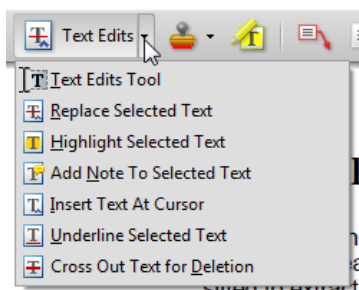 Text Edits
Text Edits Tool
Replace Selected Text
Highlight Selected Text
Add Note To Selected Text
Insert Text At Cursor
Underline Selected Text
Cross Out Text for Deletion